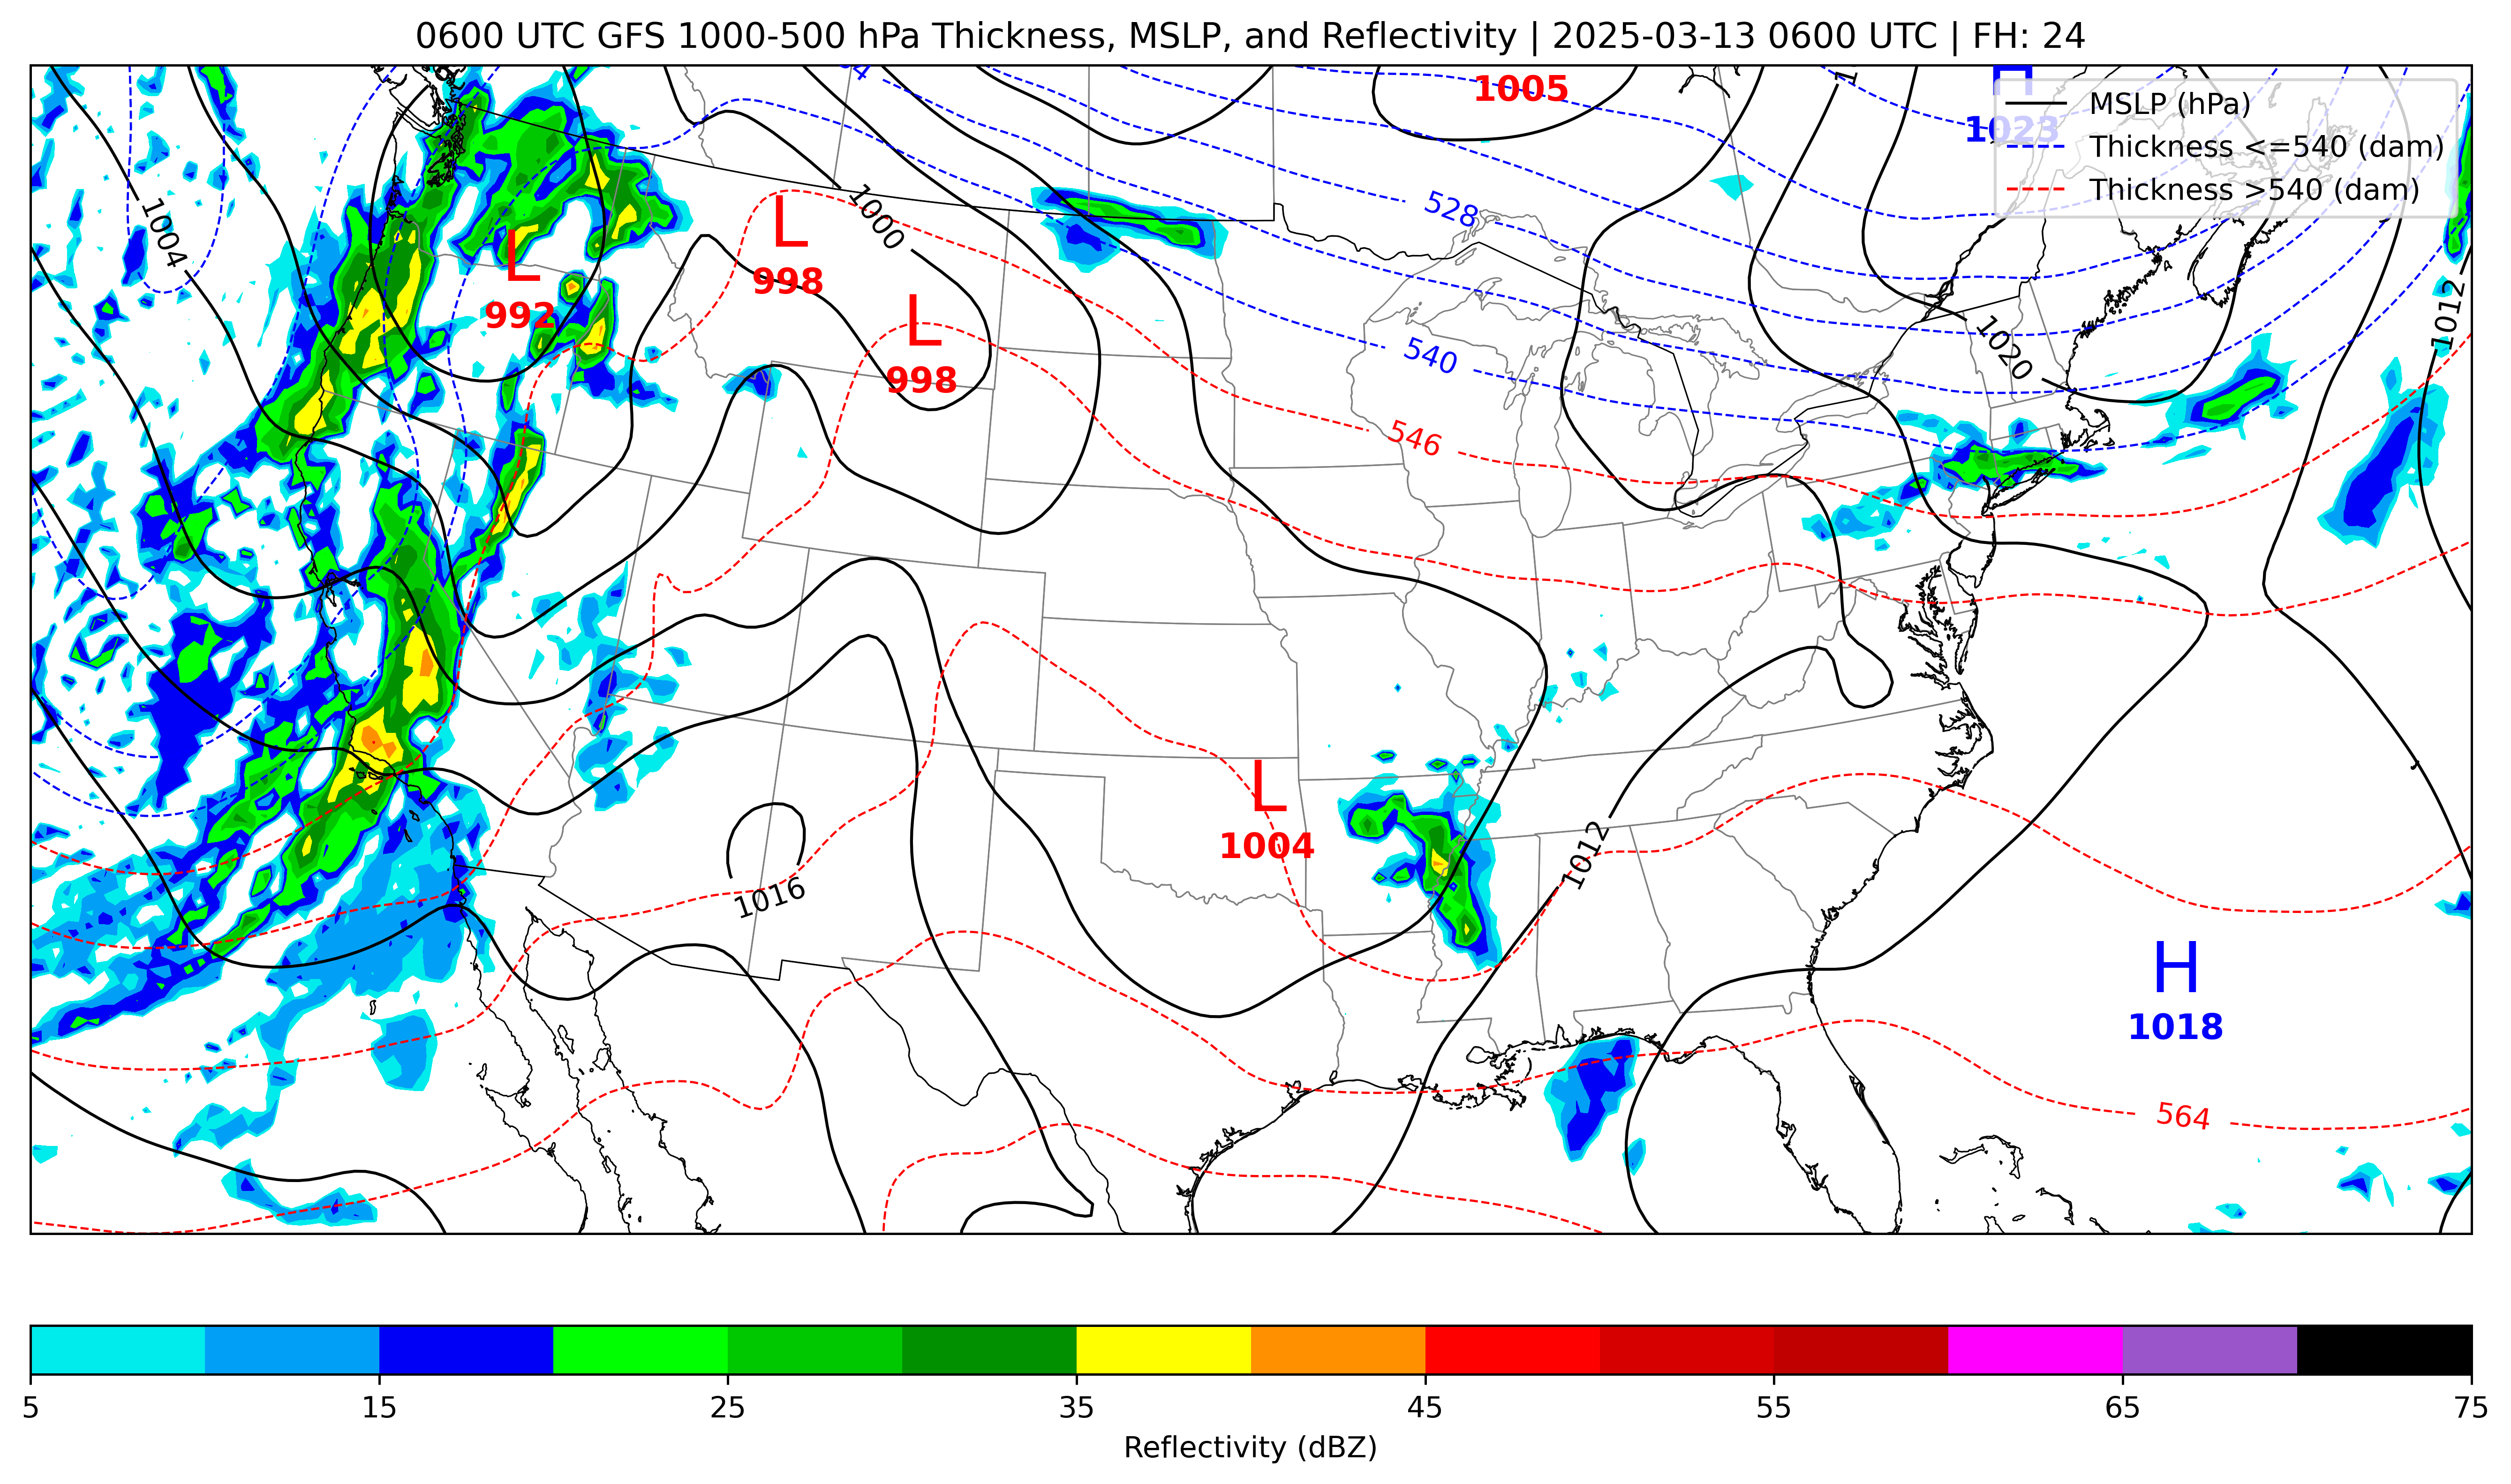 0600 UTC GFS 1000-500 hPa Thickness, MSLP, and Reflectivity | 2025-03-13 0600 UTC | FH: 24
1005
H
1023
MSLP (hPa)
Thickness <=540 (dam)
Thickness >540 (dam)
1004
1000
528
L
998
L
992
L
998
1012
1020
540
546
L
1004
1012
1016
H
1018
564
5 15 25 35 45 55 65 75
Reflectivity (dBZ)